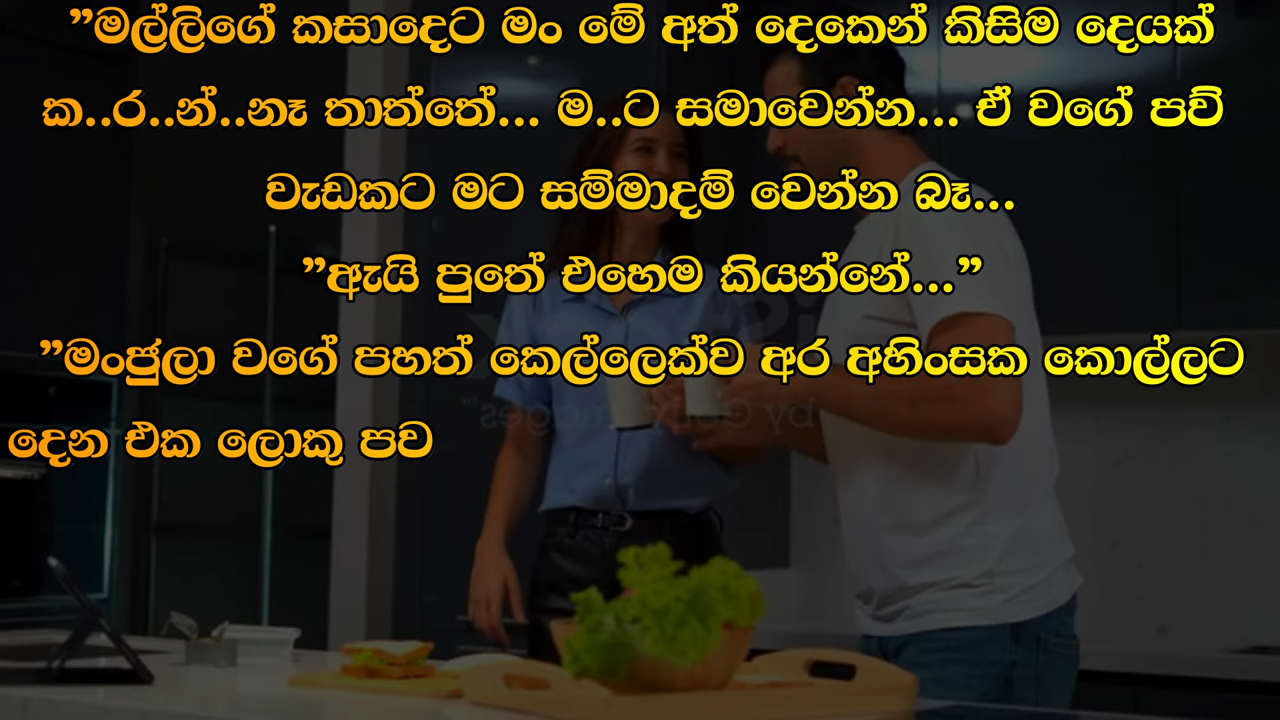 ”මල්ලිගේ කසාදෙට මං මේ අත් දෙකෙන් කිසිම දෙයක්
ක..ර..න්..නෑ තාත්තේ... ම..ට සමාවෙන්න... ඒ වගේ පව්
වැඩකට මට සම්මාදම් වෙන්න බෑ...
”ඇයි පුතේ එහෙම කියන්නේ...”
”මංජුලා වගේ පහත් කෙල්ලෙක්ව අර අහිංසක කොල්ලට
දෙන එක ලොකු පව